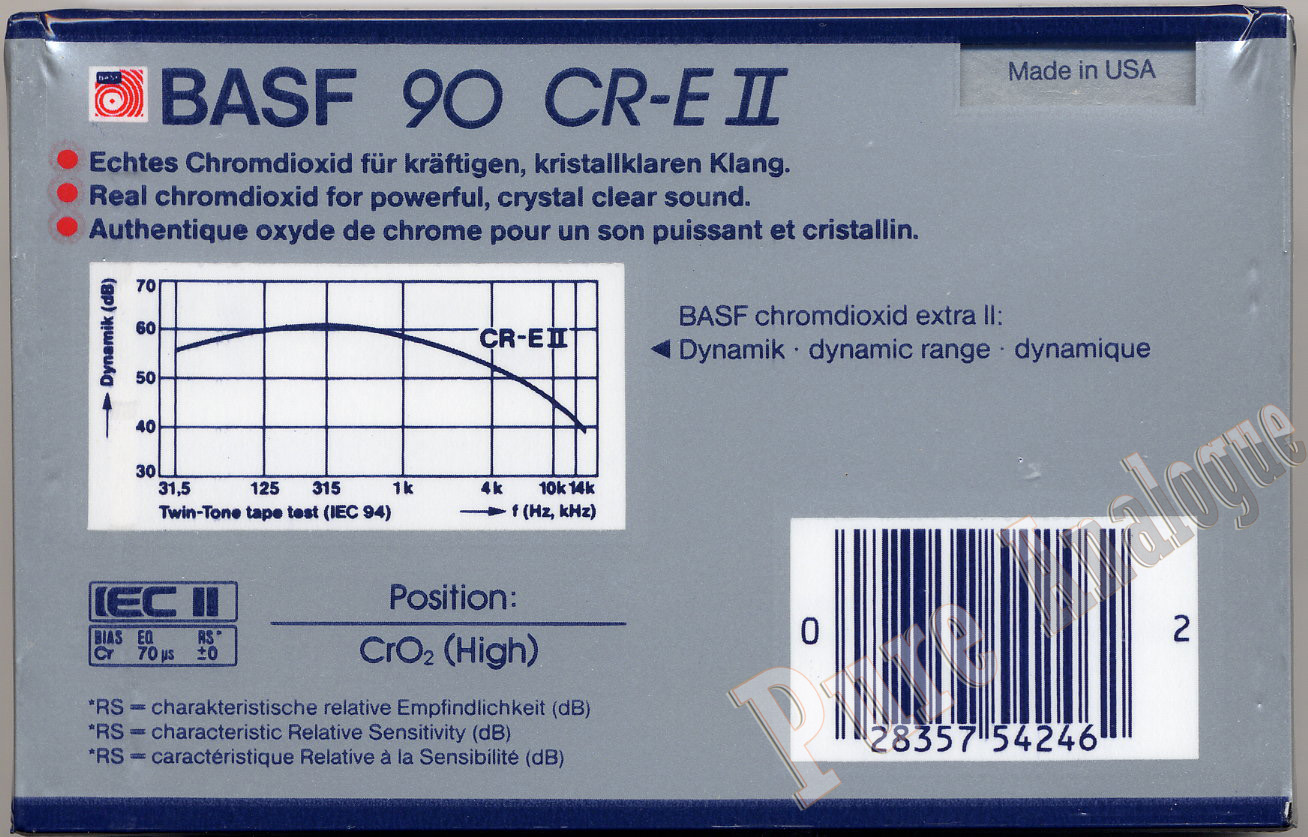 Made in USA
BASF BASF 90 CR-E II
Echtes Chromdioxid für kräftigen, kristallklaren Klang.
Real chromdioxid for powerful, crystal clear sound.
Authentique oxyde de chrome pour un son puissant et cristallin.
Dynamik (dB)
70
60
50
40
30
CR-E II
31,5 125 315 1k 4k 10k 14k
Twin-Tone tape test (IEC 94) f (Hz, kHz)
BASF chromdioxid extra II:
◄ Dynamik · dynamic range · dynamique
IEC II
BIAS EQ RS*
Cr 70 µs ±0
Position:
CrO₂ (High)
*RS = charakteristische relative Empfindlichkeit (dB)
*RS = characteristic Relative Sensitivity (dB)
*RS = caractéristique Relative à la Sensibilité (dB)
0 28357 54246 2
Pure Analogue